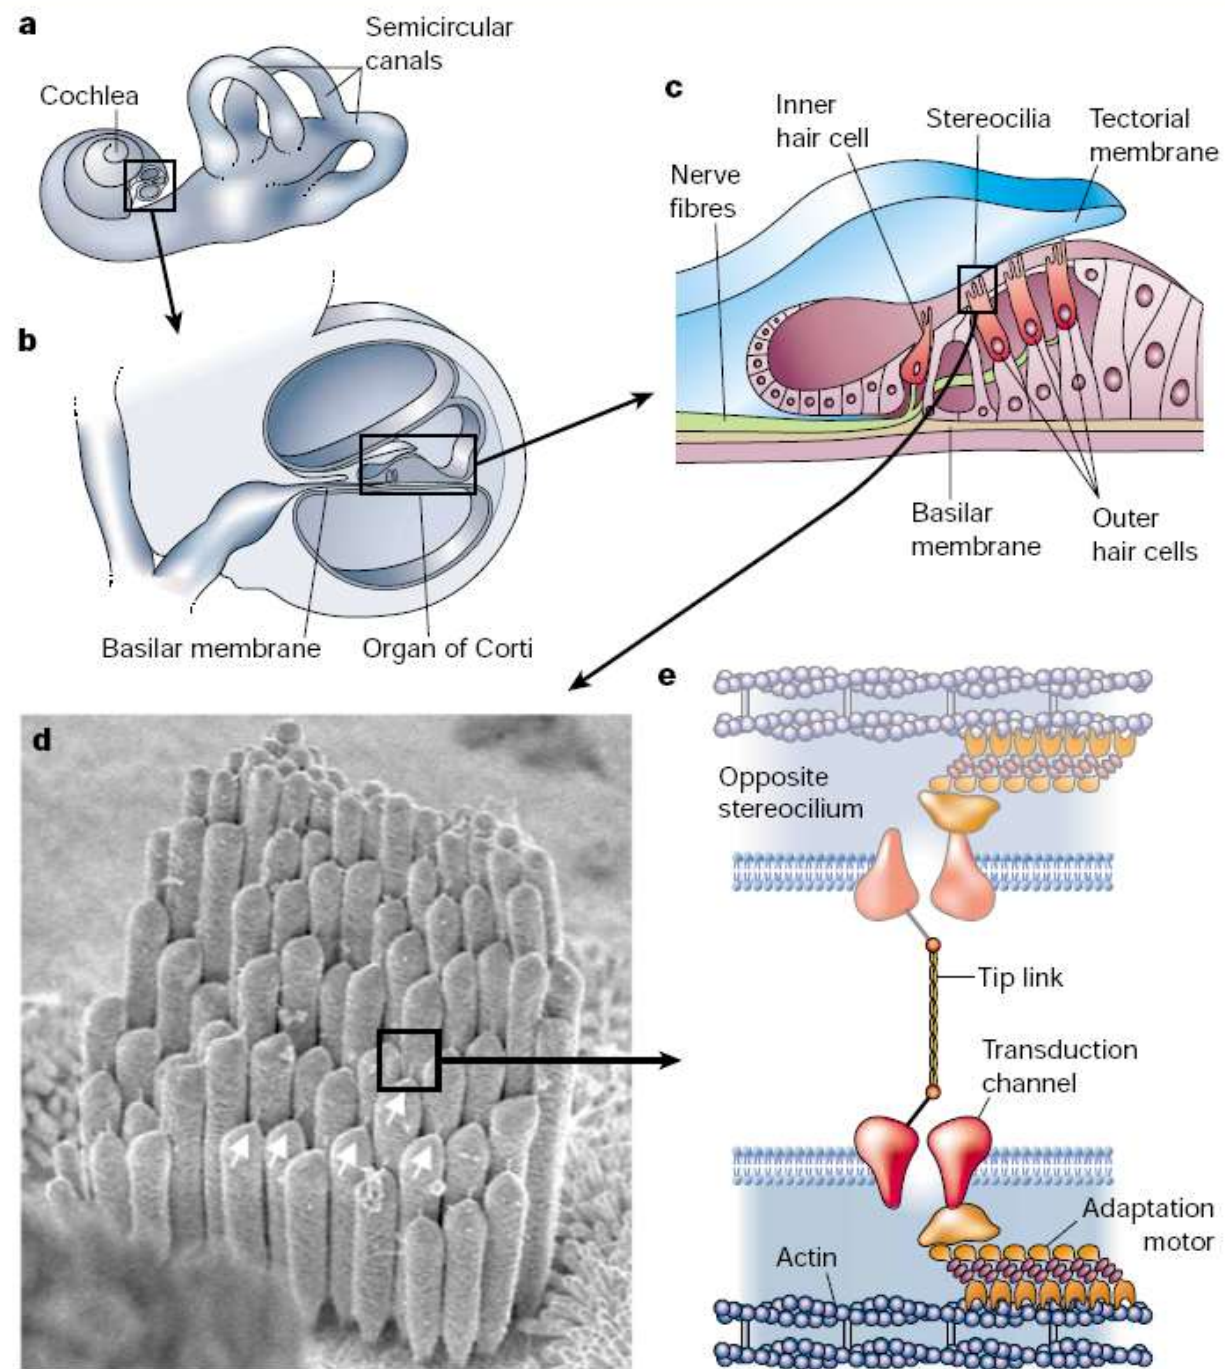 a
Semicircular
canals
Cochlea
b
Basilar membrane
Organ of Corti
c
Inner
hair cell
Stereocilia
Tectorial
membrane
Nerve
fibres
Basilar
membrane
Outer
hair cells
d
e
Opposite
stereocilium
Tip link
Transduction
channel
Adaptation
motor
Actin